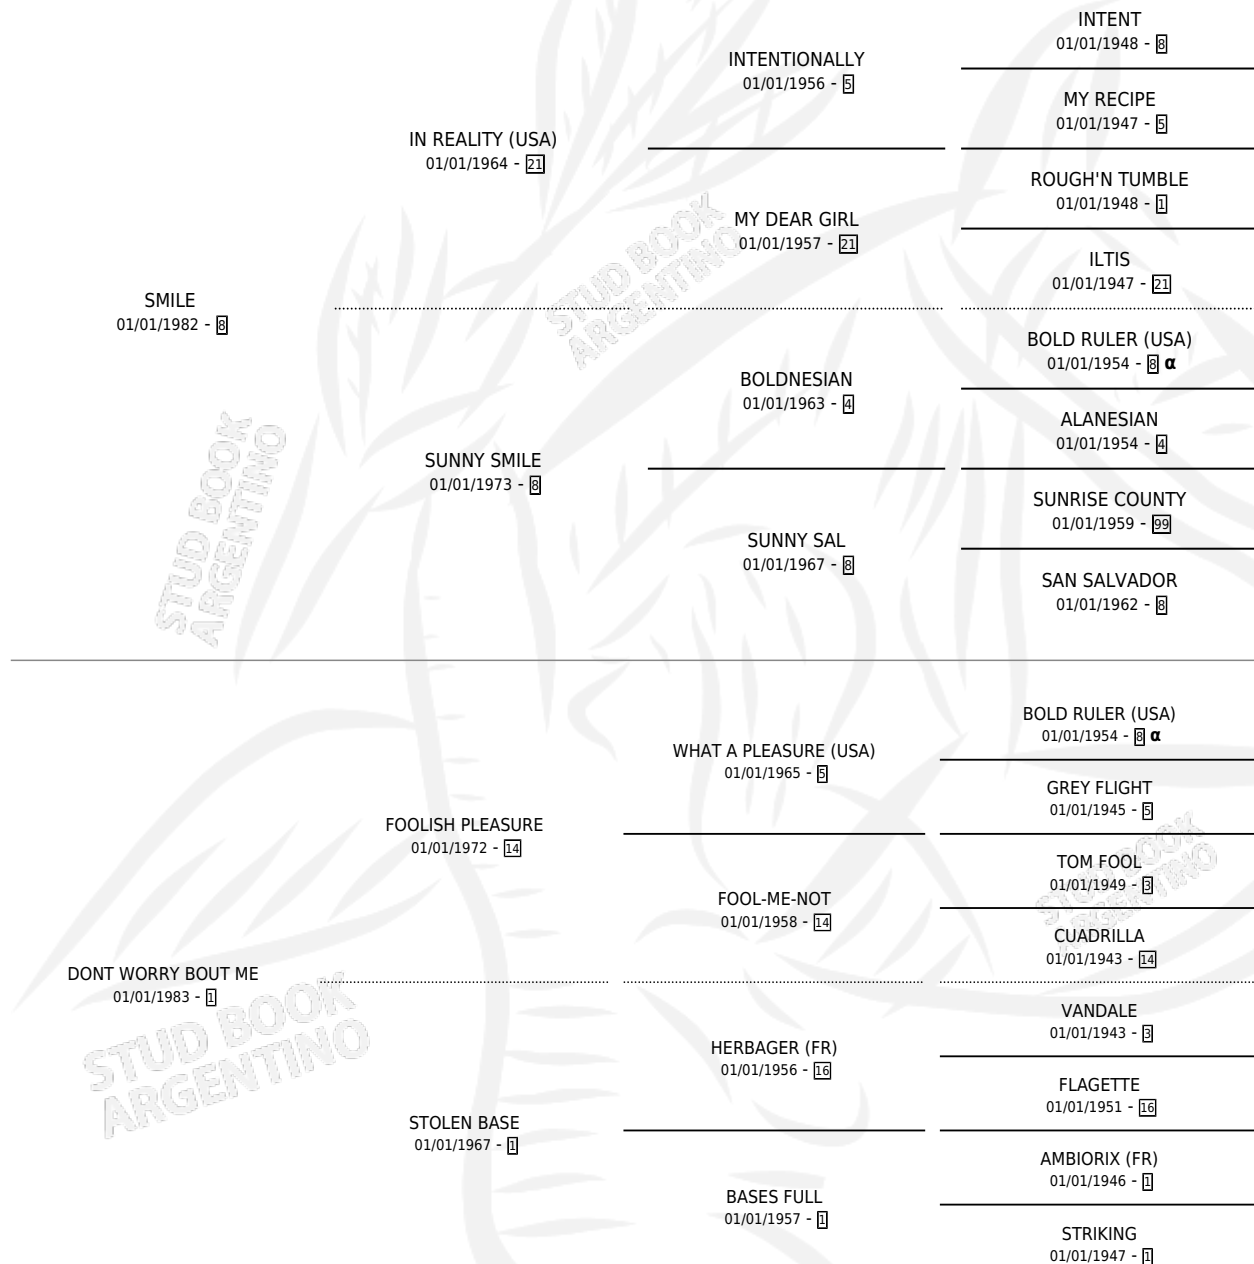 INTENT
01/01/1948 - 8
INTENTIONALLY
01/01/1956 - 5
MY RECIPE
01/01/1947 - 5
IN REALITY (USA)
01/01/1964 - 21
ROUGH'N TUMBLE
01/01/1948 - 1
MY DEAR GIRL
01/01/1957 - 21
ILTIS
01/01/1947 - 21
SMILE
01/01/1982 - 8
BOLD RULER (USA)
01/01/1954 - 8 α
BOLDNESIAN
01/01/1963 - 4
ALANESIAN
01/01/1954 - 4
SUNNY SMILE
01/01/1973 - 8
SUNRISE COUNTY
01/01/1959 - 99
SUNNY SAL
01/01/1967 - 8
SAN SALVADOR
01/01/1962 - 8
BOLD RULER (USA)
01/01/1954 - 8 α
WHAT A PLEASURE (USA)
01/01/1965 - 5
GREY FLIGHT
01/01/1945 - 5
FOOLISH PLEASURE
01/01/1972 - 14
TOM FOOL
01/01/1949 - 3
FOOL-ME-NOT
01/01/1958 - 14
CUADRILLA
01/01/1943 - 14
DONT WORRY BOUT ME
01/01/1983 - 1
VANDALE
01/01/1943 - 3
HERBAGER (FR)
01/01/1956 - 16
FLAGETTE
01/01/1951 - 16
STOLEN BASE
01/01/1967 - 1
AMBIORIX (FR)
01/01/1946 - 1
BASES FULL
01/01/1957 - 1
STRIKING
01/01/1947 - 1
STUD BOOK
ARGENTINO
STUD BOOK
ARGENTINO
STUD BOOK
ARGENTINO
STUD BOOK
ARGENTINO